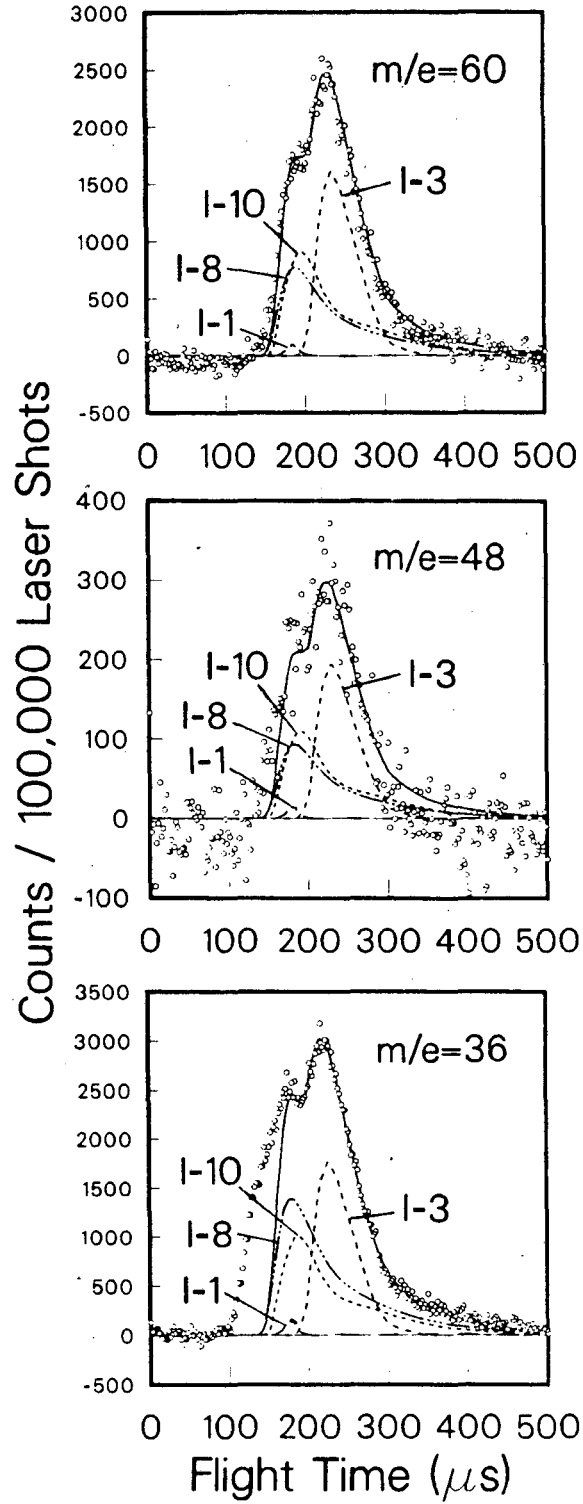 Counts / 100,000 Laser Shots
3000
2500
2000
1500
1000
500
0
-500
m/e=60
I-3
I-10
I-8
I-1
0 100 200 300 400 500
400
300
200
100
0
-100
m/e=48
I-3
I-10
I-8
I-1
0 100 200 300 400 500
3500
3000
2500
2000
1500
1000
500
0
-500
m/e=36
I-3
I-10
I-8
I-1
0 100 200 300 400 500
Flight Time (μs)